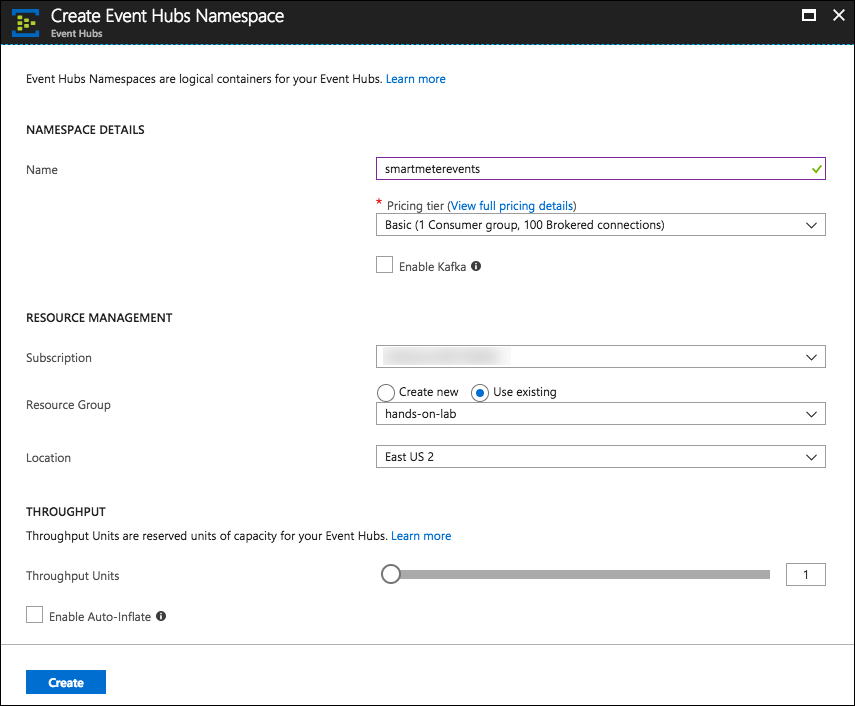 Create Event Hubs Namespace
Event Hubs
Event Hubs Namespaces are logical containers for your Event Hubs. Learn more
NAMESPACE DETAILS
Name
smartmeterevents
* Pricing tier (View full pricing details)
Basic (1 Consumer group, 100 Brokered connections)
Enable Kafka
RESOURCE MANAGEMENT
Subscription
Create new Use existing
Resource Group
hands-on-lab
Location
East US 2
THROUGHPUT
Throughput Units are reserved units of capacity for your Event Hubs. Learn more
Throughput Units
1
Enable Auto-Inflate
Create